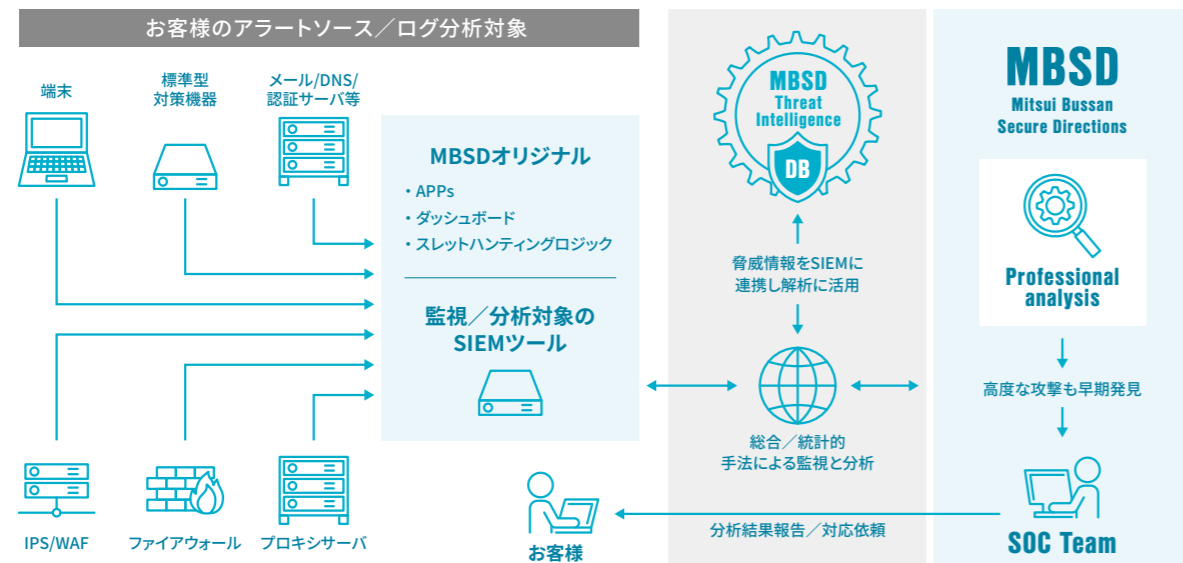 お客様のアラートソース／ログ分析対象
端末
標準型
対策機器
メール/DNS/
認証サーバ等
MBSDオリジナル
・APPs
・ダッシュボード
・スレットハンティングロジック
監視／分析対象の
SIEMツール
IPS/WAF
ファイアウォール
プロキシサーバ
お客様
MBSD
Threat
Intelligence
DB
脅威情報をSIEMに
連携し解析に活用
総合／統計的
手法による監視と分析
分析結果報告／対応依頼
MBSD
Mitsui Bussan
Secure Directions
Professional
analysis
高度な攻撃も早期発見
SOC Team